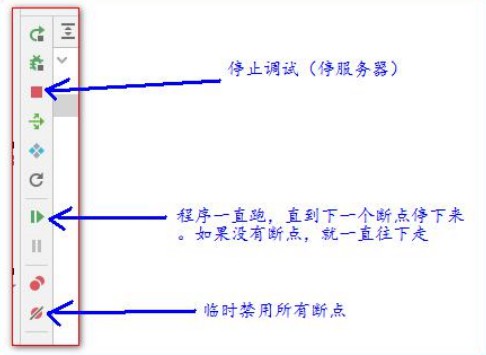 停止调试（停服务器）
程序一直跑，直到下一个断点停下来
。如果没有断点，就一直往下走
临时禁用所有断点